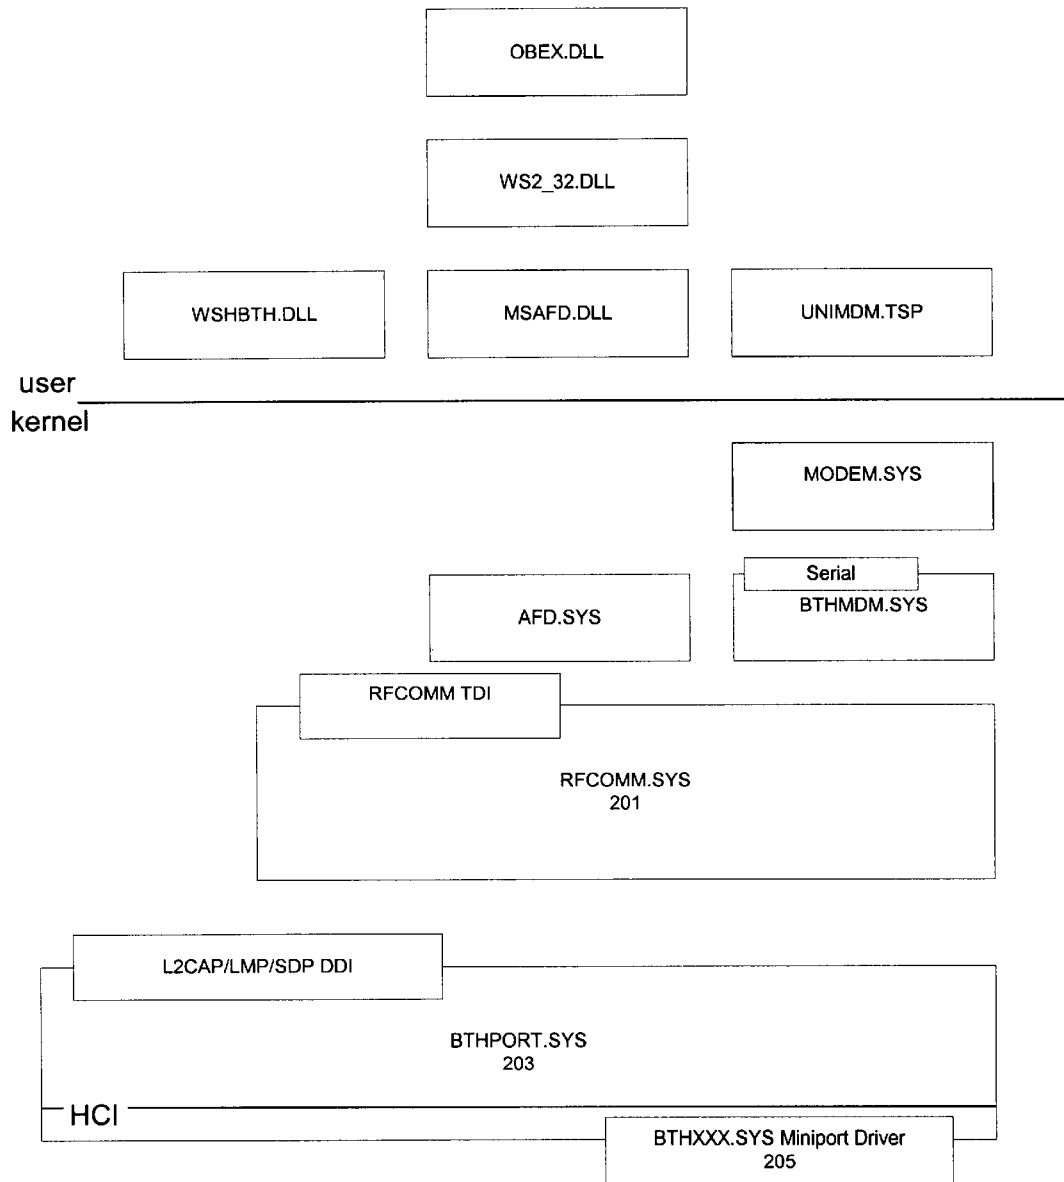 OBEX.DLL
WS2_32.DLL
WSHBTH.DLL
MSAFD.DLL
UNIMDM.TSP
user
kernel
MODEM.SYS
Serial
AFD.SYS
BTHMDM.SYS
RFCOMM TDI
RFCOMM.SYS
201
L2CAP/LMP/SDP DDI
BTHPORT.SYS
203
HCI
BTHXXX.SYS Miniport Driver
205